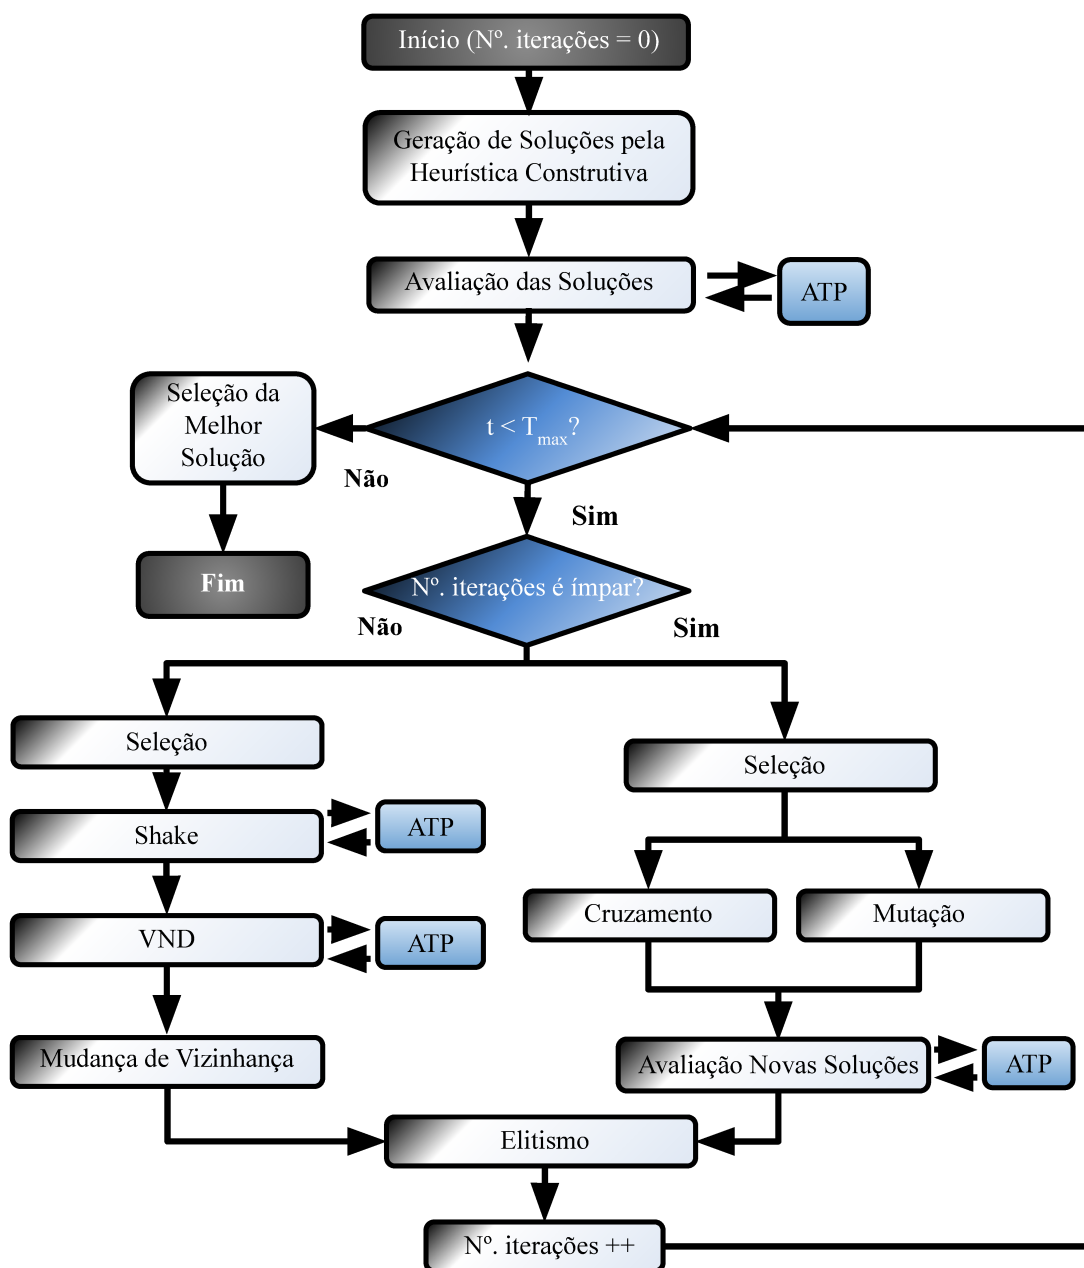 Início (Nº. iterações = 0)
Geração de Soluções pela
Heurística Construtiva
Avaliação das Soluções
ATP
Seleção da
Melhor
Solução
t < Tmax?
Não
Sim
Fim
Nº. iterações é ímpar?
Não
Sim
Seleção
Seleção
Shake
ATP
Cruzamento
Mutação
VND
ATP
Mudança de Vizinhança
Avaliação Novas Soluções
ATP
Elitismo
Nº. iterações ++